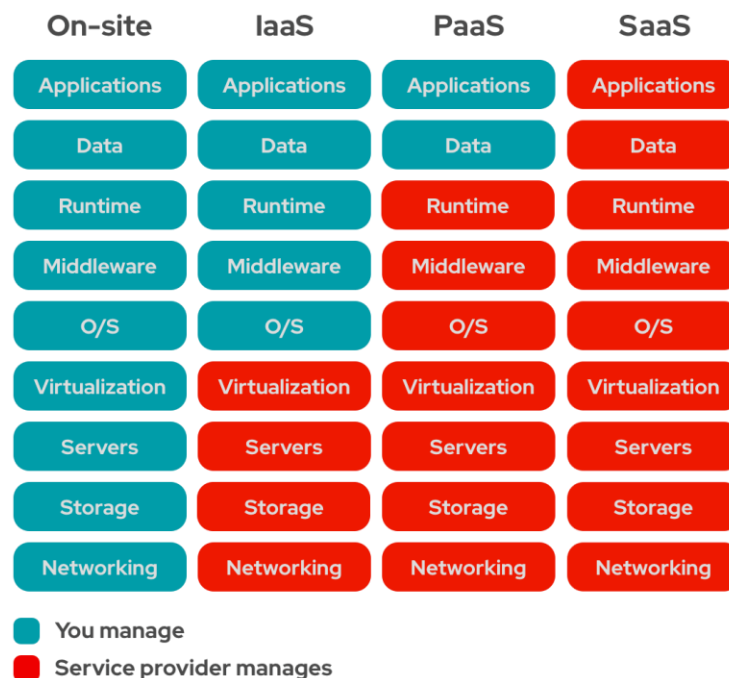 On-site IaaS PaaS SaaS
Applications Applications Applications Applications
Data Data Data Data
Runtime Runtime Runtime Runtime
Middleware Middleware Middleware Middleware
O/S O/S O/S O/S
Virtualization Virtualization Virtualization Virtualization
Servers Servers Servers Servers
Storage Storage Storage Storage
Networking Networking Networking Networking
You manage
Service provider manages